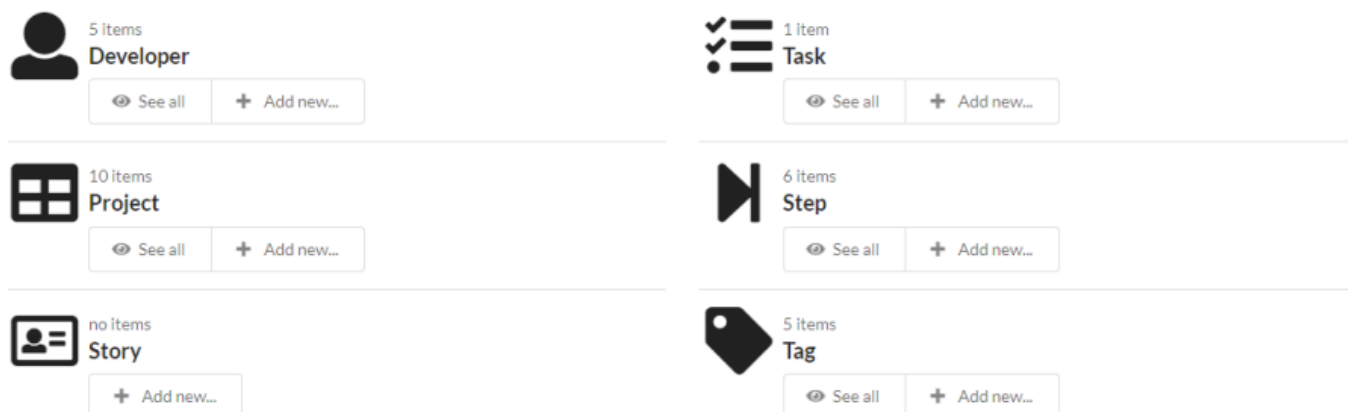 5 items
Developer
See all
Add new...
1 item
Task
See all
Add new...
10 items
Project
See all
Add new...
6 items
Step
See all
Add new...
no items
Story
Add new...
5 items
Tag
See all
Add new...